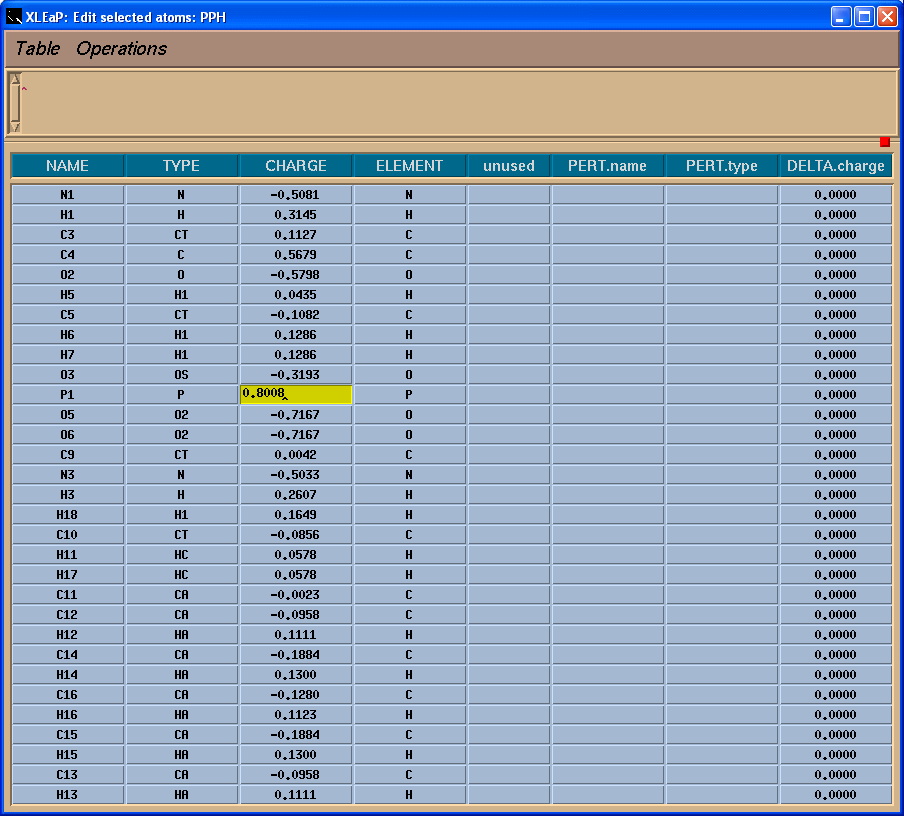 XLEaP: Edit selected atoms: PPH
Table Operations
NAME TYPE CHARGE ELEMENT unused PERT.name PERT.type DELTA.charge
N1 N -0.5081 N 0.0000
H1 H 0.3145 H 0.0000
C3 CT 0.1127 C 0.0000
C4 C 0.5679 C 0.0000
O2 O -0.5798 O 0.0000
H5 H1 0.0435 H 0.0000
C5 CT -0.1082 C 0.0000
H6 H1 0.1286 H 0.0000
H7 H1 0.1286 H 0.0000
O3 OS -0.3193 O 0.0000
P1 P 0.8008 P 0.0000
O5 O2 -0.7167 O 0.0000
O6 O2 -0.7167 O 0.0000
C9 CT 0.0042 C 0.0000
N3 N -0.5033 N 0.0000
H3 H 0.2607 H 0.0000
H18 H1 0.1649 H 0.0000
C10 CT -0.0856 C 0.0000
H11 HC 0.0578 H 0.0000
H17 HC 0.0578 H 0.0000
C11 CA -0.0023 C 0.0000
C12 CA -0.0958 C 0.0000
H12 HA 0.1111 H 0.0000
C14 CA -0.1884 C 0.0000
H14 HA 0.1300 H 0.0000
C16 CA -0.1280 C 0.0000
H16 HA 0.1123 H 0.0000
C15 CA -0.1884 C 0.0000
H15 HA 0.1300 H 0.0000
C13 CA -0.0958 C 0.0000
H13 HA 0.1111 H 0.0000